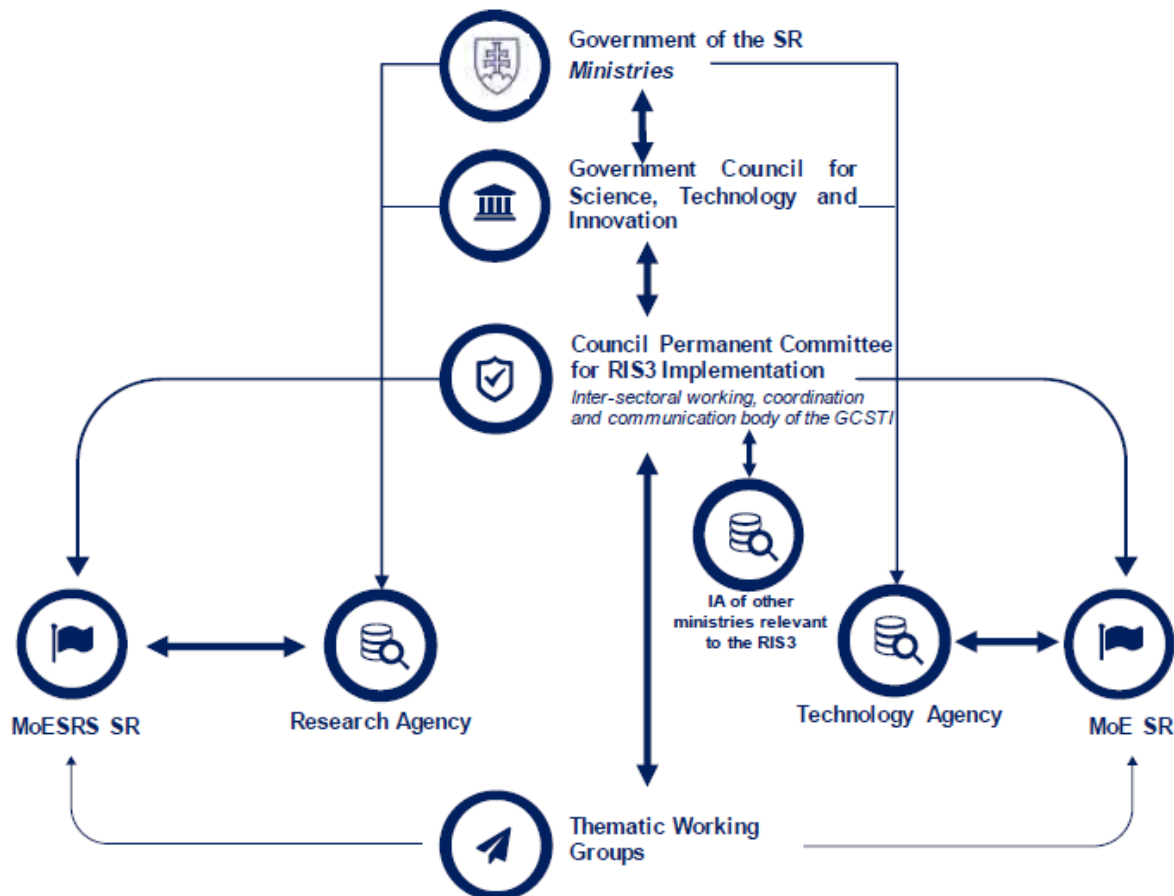 Government of the SR
Ministries
Government Council for
Science, Technology and
Innovation
Council Permanent Committee
for RIS3 Implementation
Inter-sectoral working, coordination
and communication body of the GCSTI
IA of other
ministries relevant
to the RIS3
MoESRS SR
Research Agency
Technology Agency
MoE SR
Thematic Working
Groups